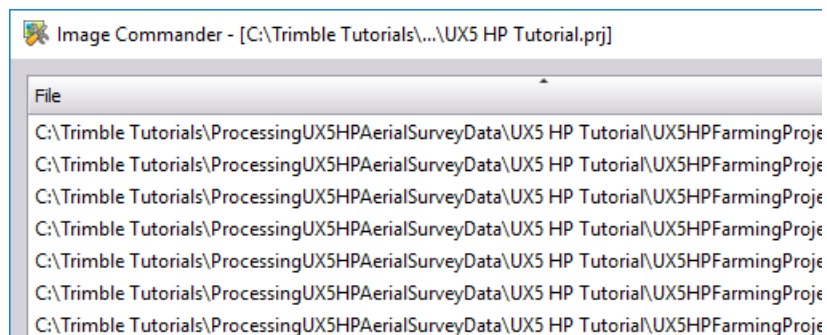 Image Commander - [C:\Trimble Tutorials\...\UX5 HP Tutorial.prj]
File
C:\Trimble Tutorials\ProcessingUX5HPAerialSurveyData\UX5 HP Tutorial\UX5HPFarmingProje
C:\Trimble Tutorials\ProcessingUX5HPAerialSurveyData\UX5 HP Tutorial\UX5HPFarmingProje
C:\Trimble Tutorials\ProcessingUX5HPAerialSurveyData\UX5 HP Tutorial\UX5HPFarmingProje
C:\Trimble Tutorials\ProcessingUX5HPAerialSurveyData\UX5 HP Tutorial\UX5HPFarmingProje
C:\Trimble Tutorials\ProcessingUX5HPAerialSurveyData\UX5 HP Tutorial\UX5HPFarmingProje
C:\Trimble Tutorials\ProcessingUX5HPAerialSurveyData\UX5 HP Tutorial\UX5HPFarmingProje
C:\Trimble Tutorials\ProcessingUX5HPAerialSurveyData\UX5 HP Tutorial\UX5HPFarmingProje